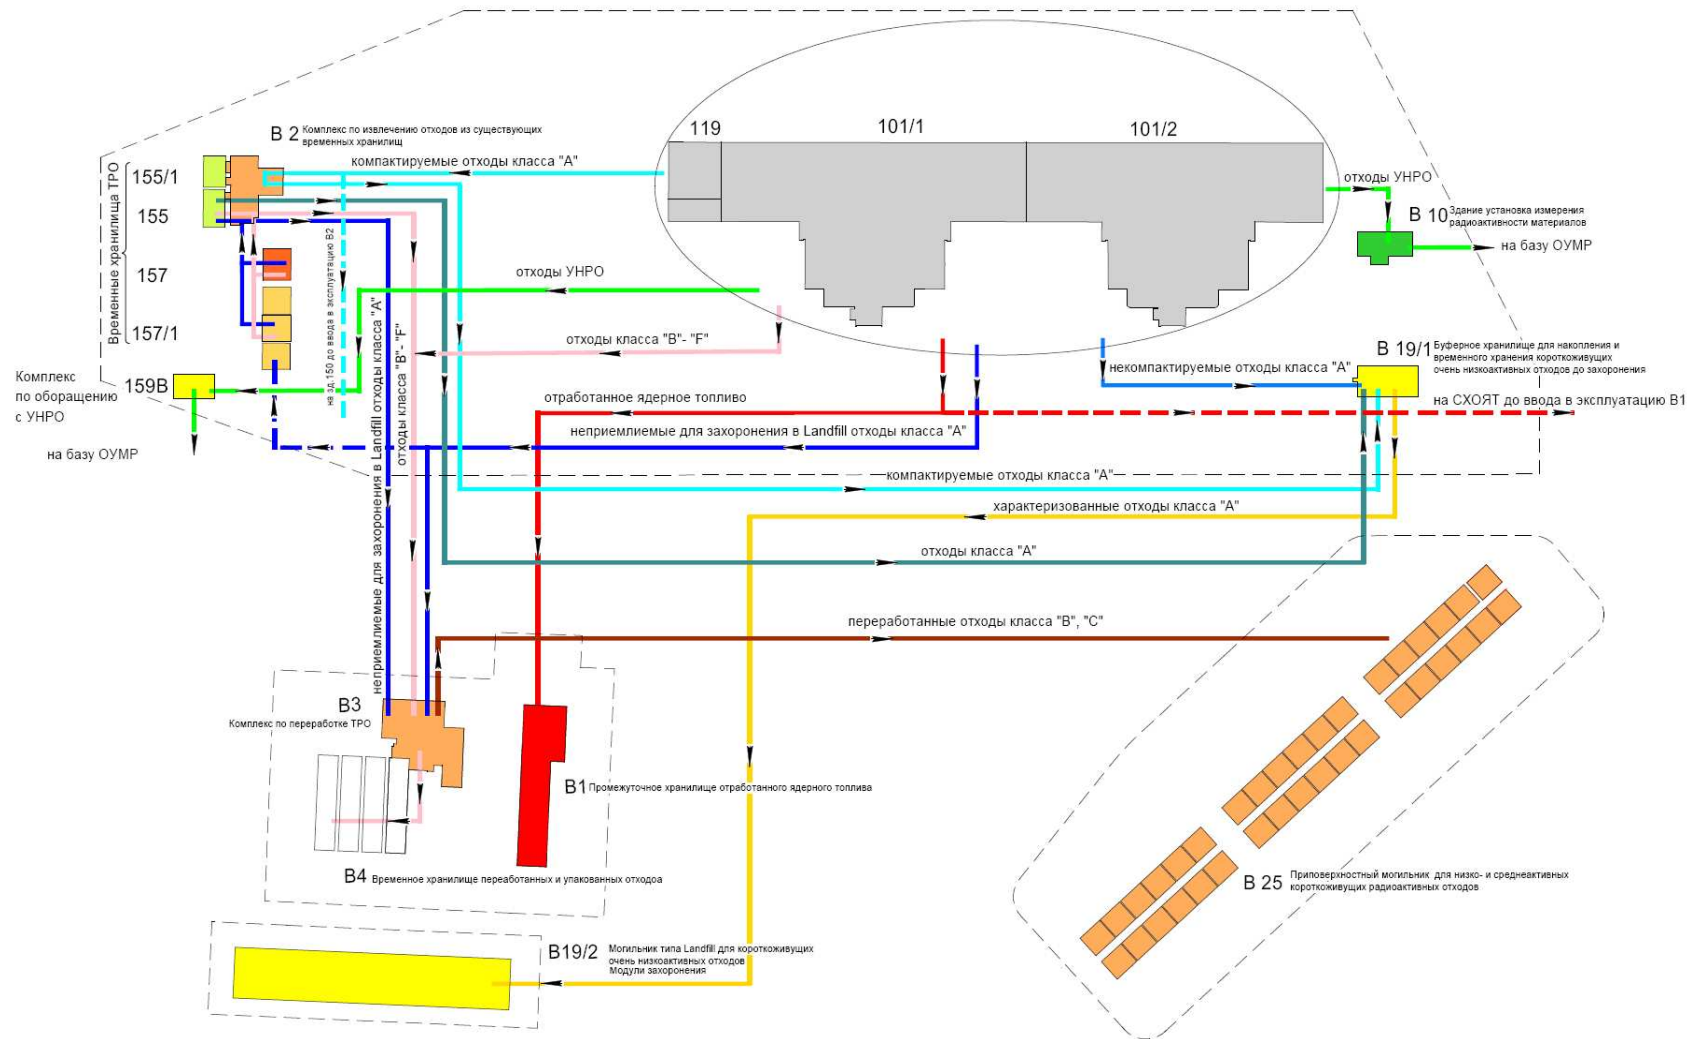 119
101/1
101/2
В 2 Комплекс по извлечению отходов из существующих
временных хранилищ
компактируемые отходы класса "А"
Временные хранилища ТРО
155/1
155
157
157/1
отходы УНРО
В 10 Здание установка измерения
радиоактивности материалов
на базу ОУМР
отходы УНРО
на зд.150 до ввода в эксплуатацию В2
отходы класса "В"- "F"
неприемлиемые для захоронения в Landfill отходы класса "А"
отходы класса "В"- "F"
В 19/1 Буферное хранилище для накопления и
временного хранения короткоживущих
очень низкоактивных отходов до захоронения
некомпактируемые отходы класса "А"
Комплекс
по оборащению
с УНРО
159В
на базу ОУМР
отработанное ядерное топливо
на СХОЯТ до ввода в эксплуатацию В1
неприемлиемые для захоронения в Landfill отходы класса "А"
компактируемые отходы класса "А"
характеризованные отходы класса "А"
отходы класса "А"
переработанные отходы класса "В", "С"
В3
Комплекс по переработке ТРО
В1 Промежуточное хранилище отработанного ядерного топлива
В4 Временное хранилище переаботанных и упакованных отходоа
В 25 Приповерхностный могильник для низко- и среднеактивных
короткоживущих радиоактивных отходов
В19/2 Могильник типа Landfill для короткоживущих
очень низкоактивных отходов
Модули захоронения